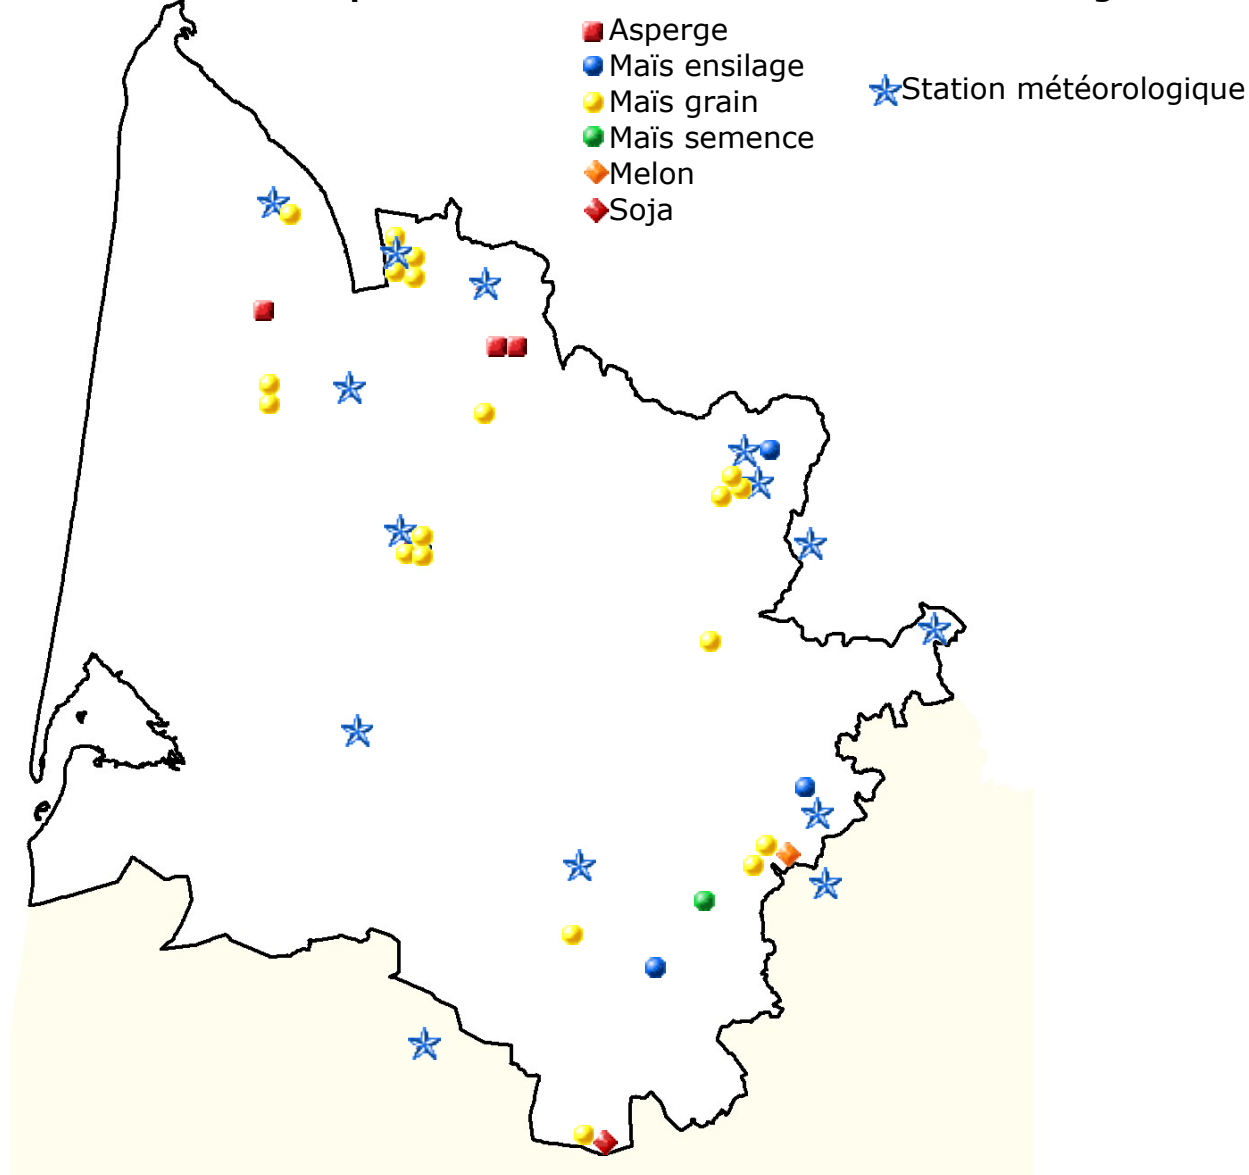 Asperge
Maïs ensilage
Maïs grain
Maïs semence
Melon
Soja
Station météorologique